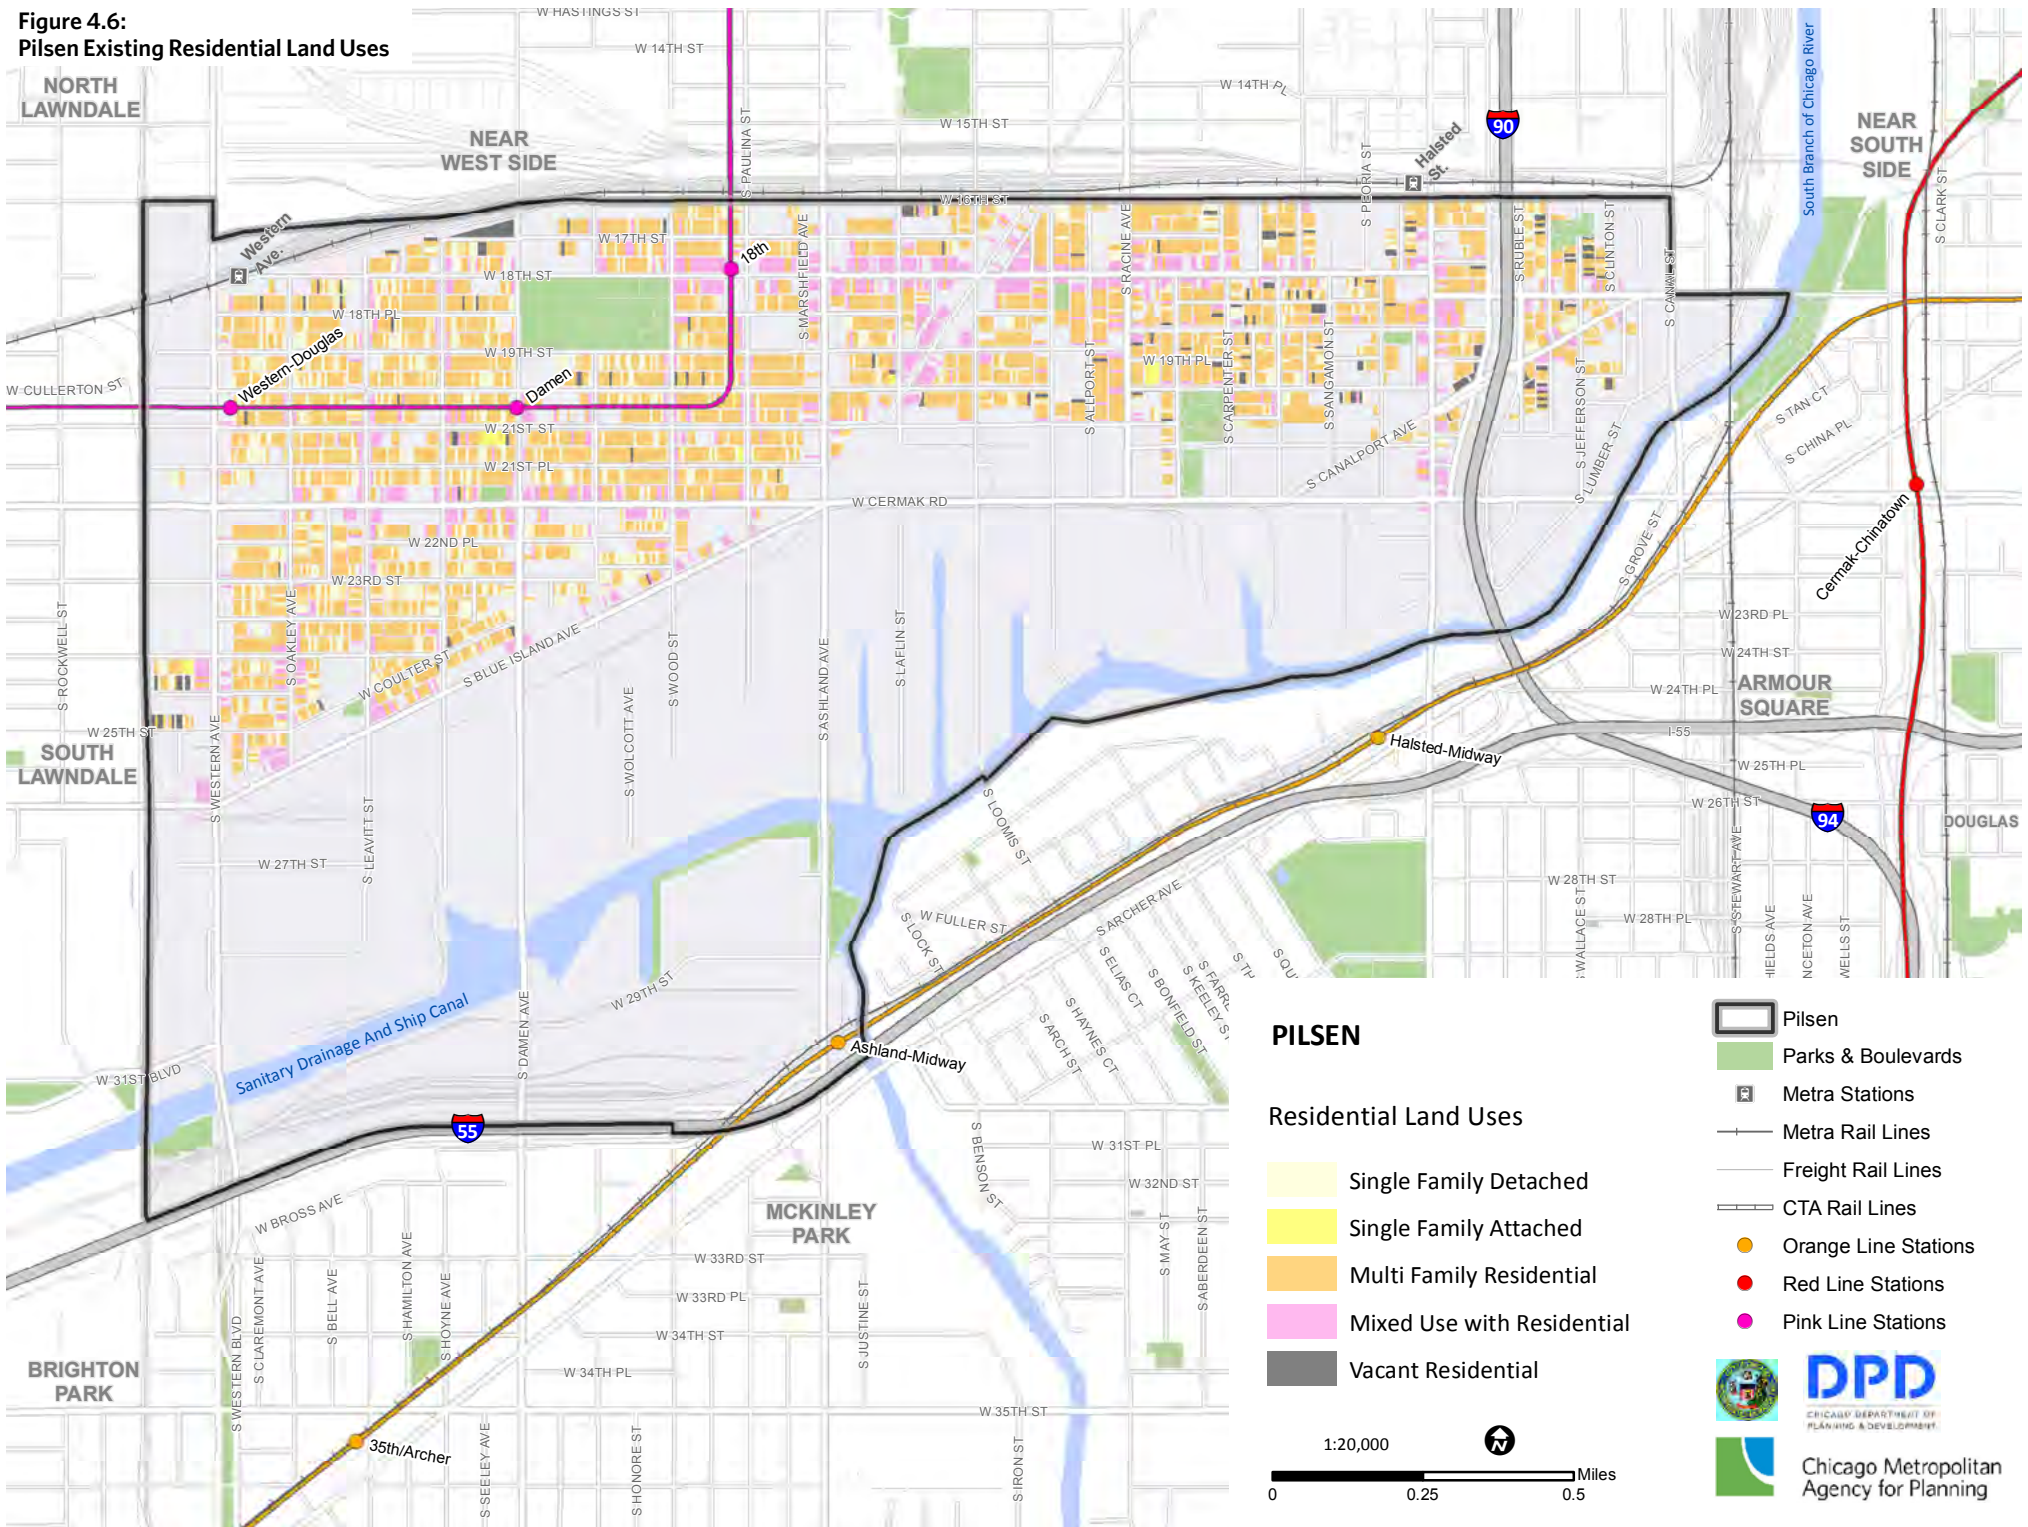 Figure 4.6:
Pilsen Existing Residential Land Uses
W HASTINGS ST
W 14TH ST
W 14TH PL
W 15TH ST
NORTH
LAWNDALE
NEAR
WEST SIDE
NEAR
SOUTH
SIDE
S PAULINA ST
S PEORIA ST
Halsted
St.
90
South Branch of Chicago River
S CLARK ST
W 16TH ST
Western
Ave.
W 17TH ST
18th
W 18TH ST
W 18TH PL
W 19TH ST
W 19TH PL
S MARSHFIELD AVE
S RACINE AVE
S RUBLE ST
S CLINTON ST
S CANAL ST
Western-Douglas
Damen
W CULLERTON ST
W 21ST ST
W 21ST PL
S ALLPORT ST
S CARPENTER ST
S SANGAMON ST
S CANALPORT AVE
S JEFFERSON ST
S LUMBER ST
S TAN CT
S CHINA PL
Cermak-Chinatown
W CERMAK RD
W 22ND PL
W 23RD ST
S GROVE ST
W 23RD PL
W 24TH ST
W 24TH PL
S ROCKWELL ST
S OAKLEY AVE
W COULTER ST
S BLUE ISLAND AVE
S WOOD ST
S WOLCOTT AVE
S ASHLAND AVE
S LAFLIN ST
ARMOUR
SQUARE
W 25TH ST
SOUTH
LAWNDALE
S WESTERN AVE
S LEAVITT ST
I-55
W 25TH PL
W 26TH ST
Halsted-Midway
S LOOMIS ST
94
DOUGLAS
W 27TH ST
W 28TH ST
W 28TH PL
S WALLACE ST
S STEWART AVE
HIELDS AVE
NCETON AVE
WELLS ST
W FULLER ST
S LOCK ST
S ARCHER AVE
S ELIAS CT
S HAYNES CT
S ARCH ST
S BONFIELD ST
S KEELEY S
S FARR
S TH
S QU
W 29TH ST
S DAMEN AVE
Sanitary Drainage And Ship Canal
W 31ST BLVD
Ashland-Midway
55
W BROSS AVE
S BENSON ST
W 31ST PL
W 32ND ST
MCKINLEY
PARK
W 33RD ST
W 33RD PL
W 34TH ST
W 34TH PL
W 35TH ST
S MAY ST
S ABERDEEN ST
S JUSTINE ST
S IRON ST
BRIGHTON
PARK
S WESTERN BLVD
S CLAREMONT AVE
S BELL AVE
S HAMILTON AVE
S HOYNE AVE
35th/Archer
S SEELEY AVE
S HONORE ST
PILSEN
Residential Land Uses
Single Family Detached
Single Family Attached
Multi Family Residential
Mixed Use with Residential
Vacant Residential
1:20,000
N
Miles
0 0.25 0.5
Pilsen
Parks & Boulevards
Metra Stations
Metra Rail Lines
Freight Rail Lines
CTA Rail Lines
Orange Line Stations
Red Line Stations
Pink Line Stations
DPD
CHICAGO DEPARTMENT OF
PLANNING & DEVELOPMENT
Chicago Metropolitan
Agency for Planning